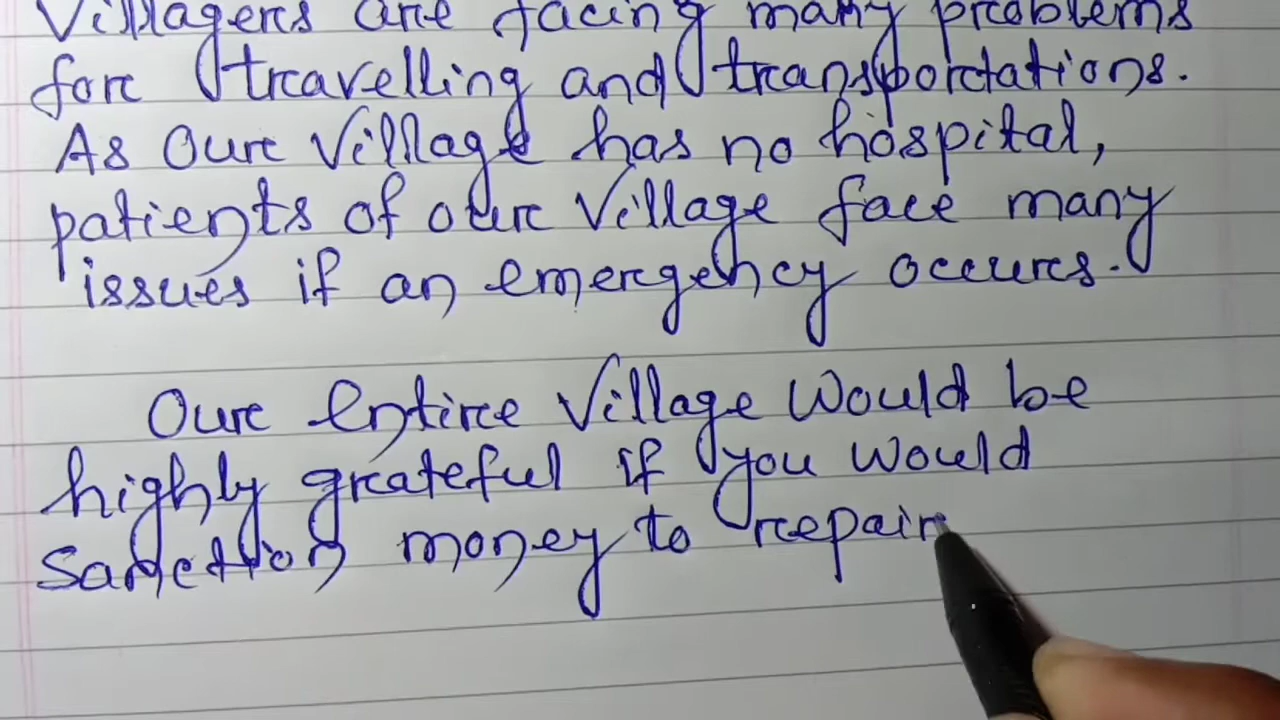 Villagers are facing many problems
for travelling and transportations.
As Our Village has no hospital,
patients of our Village face many
issues if an emergency occures.
Our Entire Village Would be
highly grateful if you Would
Sanction money to repair